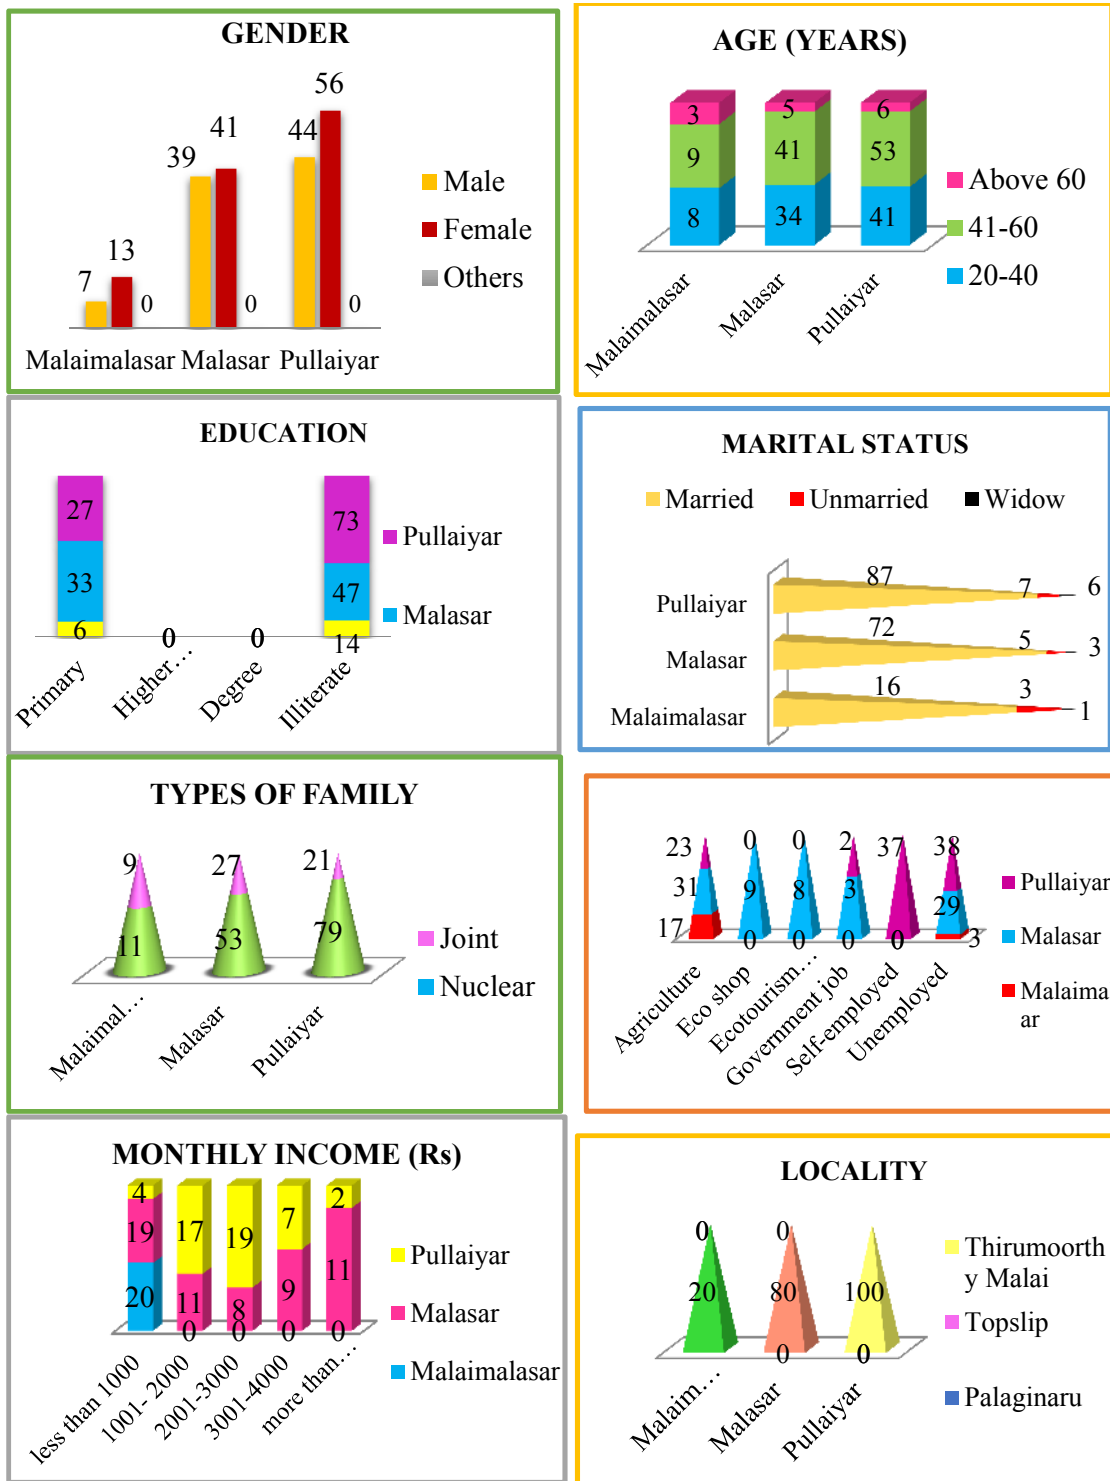 GENDER
56
44
41
39
13
7
0
0
0
Male
Female
Others
Malaimalasar Malasar Pullaiyar
AGE (YEARS)
3
5
6
9
41
53
8
34
41
Above 60
41-60
20-40
Malaimalasar
Malasar
Pullaiyar
EDUCATION
27
73
33
47
6
0
0
0
0
14
Pullaiyar
Malasar
Primary
Higher…
Degree
Illiterate
MARITAL STATUS
Married
Unmarried
Widow
Pullaiyar
87
7
6
Malasar
72
5
3
Malaimalasar
16
3
1
TYPES OF FAMILY
9
27
21
11
53
79
Joint
Nuclear
Malaimal…
Malasar
Pullaiyar
23
0
0
2
37
38
31
9
8
3
29
17
0
0
0
0
3
Pullaiyar
Malasar
Malaima
ar
Agriculture
Eco shop
Ecotourism…
Government job
Self-employed
Unemployed
MONTHLY INCOME (Rs)
4
17
19
7
2
19
11
8
9
11
20
0
0
0
0
Pullaiyar
Malasar
Malaimalasar
less than 1000
1001- 2000
2001-3000
3001-4000
more than…
LOCALITY
0
0
20
80
100
0
0
Thirumoorth
y Malai
Topslip
Palaginaru
Malaim…
Malasar
Pullaiyar